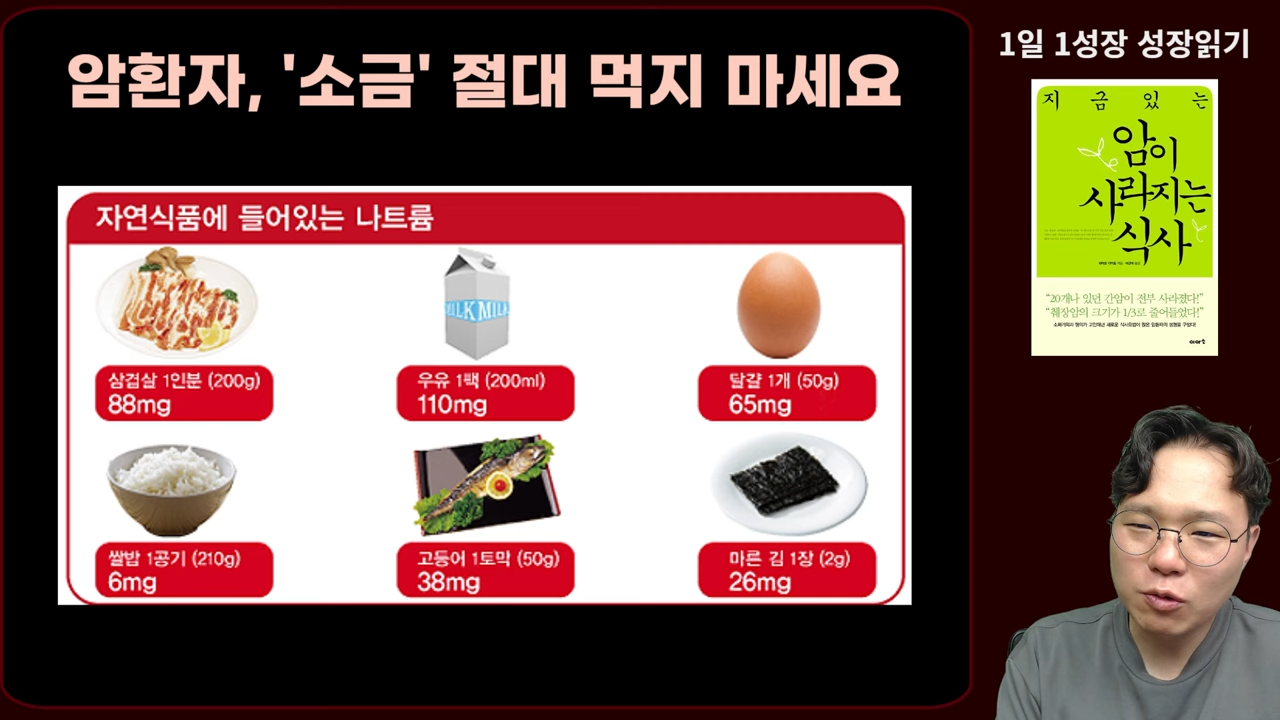 암환자, '소금' 절대 먹지 마세요
자연식품에 들어있는 나트륨
MILK MILK
삼겹살 1인분 (200g)
88mg
우유 1팩 (200ml)
110mg
달걀 1개 (50g)
65mg
쌀밥 1공기 (210g)
6mg
고등어 1토막 (50g)
38mg
마른 김 1장 (2g)
26mg
1일 1성장 성장읽기
지금있는
암이
사라지는
식사
“20개나 있던 간암이 전부 사라졌다!”
“췌장암의 크기가 1/3로 줄어들었다!”